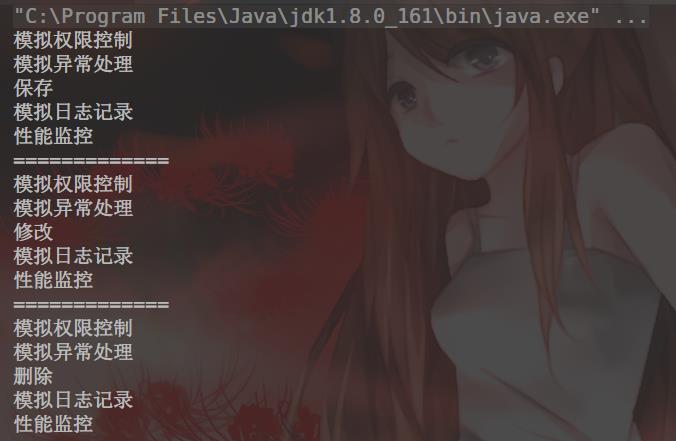 "C:\Program Files\Java\jdk1.8.0_161\bin\java.exe" ...
模拟权限控制
模拟异常处理
保存
模拟日志记录
性能监控
=============
模拟权限控制
模拟异常处理
修改
模拟日志记录
性能监控
=============
模拟权限控制
模拟异常处理
删除
模拟日志记录
性能监控